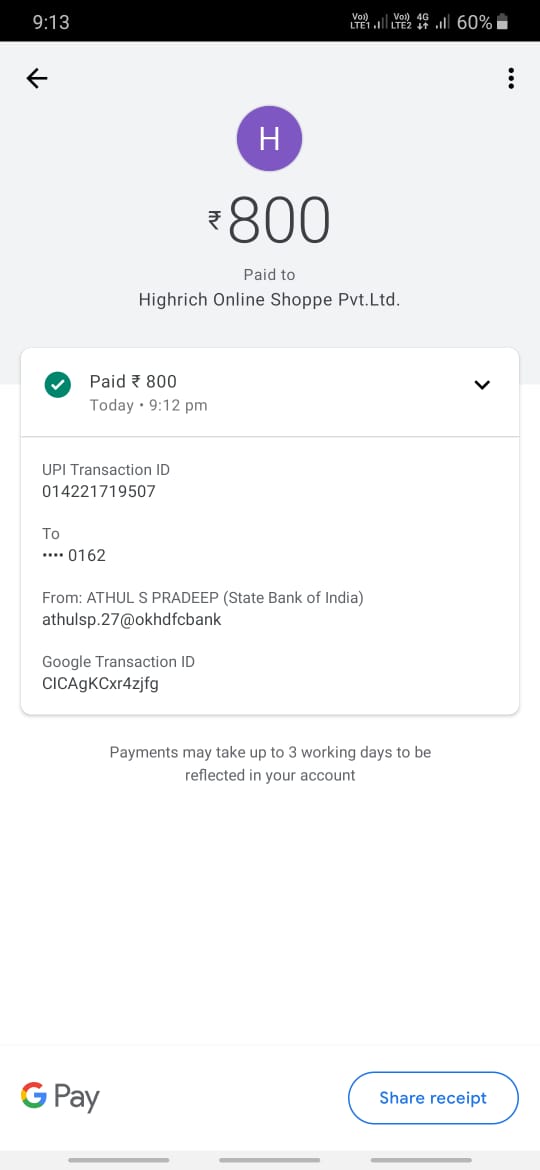 9:13
Vo) LTE1 Vo) LTE2 4G 60%
H
₹800
Paid to
Highrich Online Shoppe Pvt.Ltd.
Paid ₹ 800
Today • 9:12 pm
UPI Transaction ID
014221719507
To
•••• 0162
From: ATHUL S PRADEEP (State Bank of India)
athulsp.27@okhdfcbank
Google Transaction ID
CICAgKCxr4zjfg
Payments may take up to 3 working days to be
reflected in your account
G Pay
Share receipt